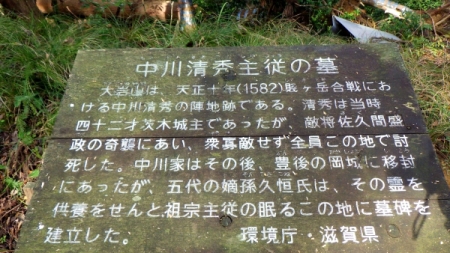 中川清秀主従の墓
大岩山は、天正十年(1582)賤ヶ岳合戦にお
ける中川清秀の陣地跡である。清秀は当時
四十二才茨木城主であったが、敵将佐久間盛
政の奇襲にあい、衆寡敵せず全員この地で討
死した。中川家はその後、豊後の岡城に移封
にあったが、五代の嫡孫久恒氏は、その霊を
供養をせんと祖宗主従の眠るこの地に墓碑を
建立した。 環境庁・滋賀県